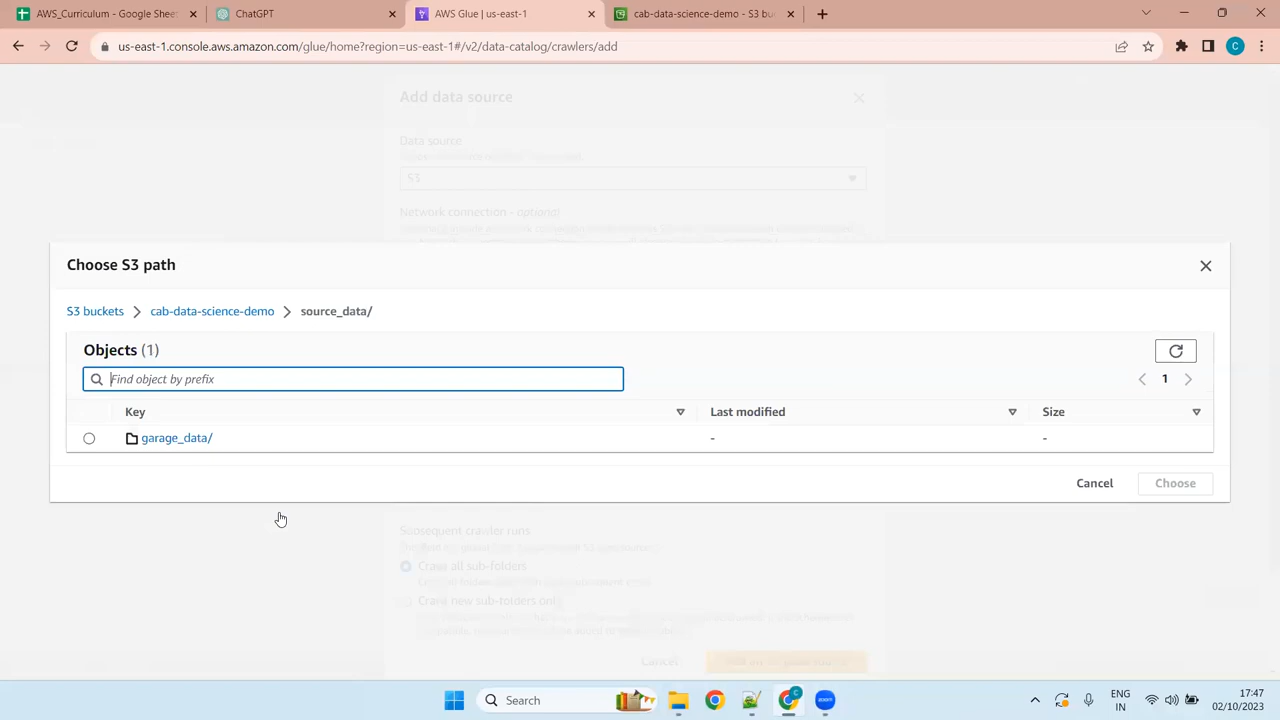 AWS_Curriculum - Google Sheet
ChatGPT
AWS Glue | us-east-1
cab-data-science-demo - S3 bu
us-east-1.console.aws.amazon.com/glue/home?region=us-east-1#/v2/data-catalog/crawlers/add
C
Add data source
Data source
S3
Network connection - optional
Choose S3 path
S3 buckets
cab-data-science-demo
source_data/
Objects (1)
Find object by prefix
1
Key
Last modified
Size
garage_data/
-
-
Cancel
Choose
Subsequent crawler runs
Crawl all sub-folders
Crawl new sub-folders only
Cancel
Search
ENG
IN
17:47
02/10/2023